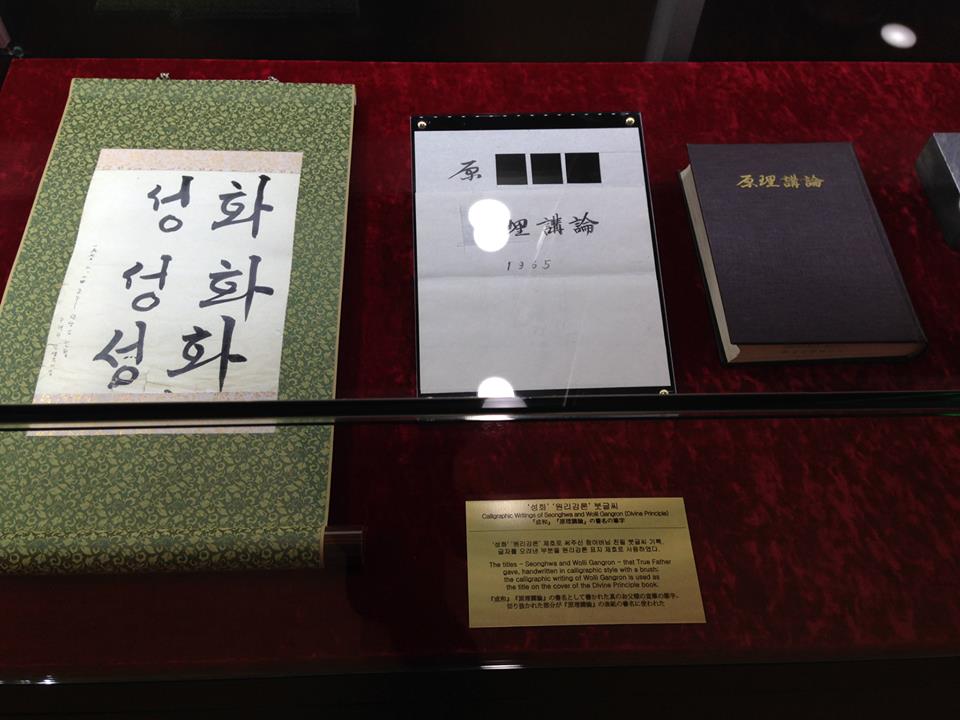 성 화
성 화
성 화
原
理講論
1965
原理講論
'성화' '원리강론' 붓글씨
Calligraphic Writings of Seonghwa and Wolli Gangron (Divine Principle)
『成和』『原理講論』の書名の筆字
'성화' '원리강론' 제호로 써주신 참아버님 친필 붓글씨 기록.
글자를 오려낸 부분을 원리강론 표지 제호로 사용하였다.
The titles - Seonghwa and Wolli Gangron - that True Father
gave, handwritten in calligraphic style with a brush:
the calligraphic writing of Wolli Gangron is used as
the title on the cover of the Divine Principle book.
『成和』『原理講論』の書名として書かれた真のお父様の直筆の筆字。
切り抜かれた部分が『原理講論』の表紙の書名に使われた